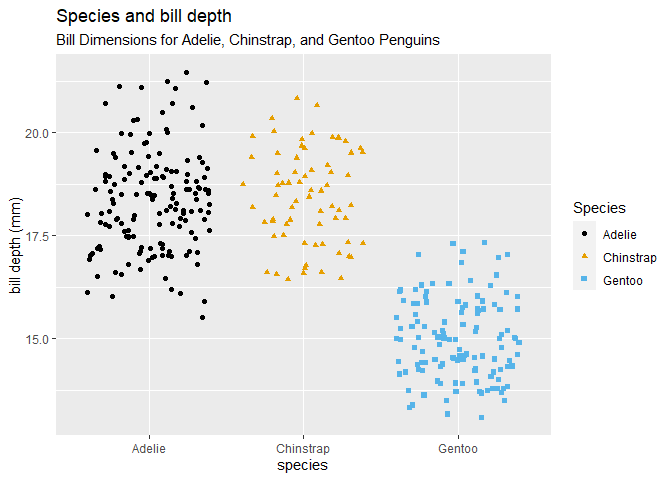 Species and bill depth
Bill Dimensions for Adelie, Chinstrap, and Gentoo Penguins
bill depth (mm)
20.0
17.5
15.0
Adelie
Chinstrap
Gentoo
species
Species
Adelie
Chinstrap
Gentoo